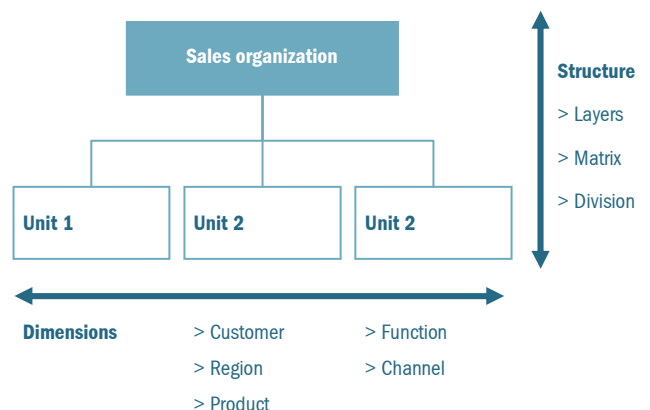 Sales organization
Structure
> Layers
> Matrix
> Division
Unit 1
Unit 2
Unit 2
Dimensions
> Customer
> Region
> Product
> Function
> Channel